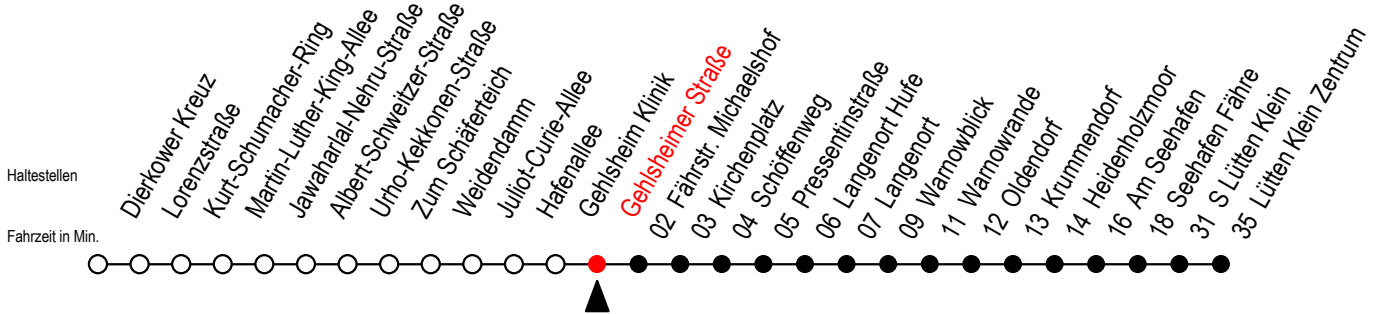 Haltestellen
Fahrzeit in Min.
Dierkower Kreuz
Lorenzstraße
Kurt-Schumacher-Ring
Martin-Luther-King-Allee
Jawaharlal-Nehru-Straße
Albert-Schweitzer-Straße
Urho-Kekkonen-Straße
Zum Schäferteich
Weidendamm
Juliot-Curie-Allee
Hafenallee
Gehlsheim Klinik
Gehlsheimer Straße
02 Fährstr. Michaelshof
03 Kirchenplatz
04 Schöffenweg
05 Pressentinstraße
06 Langenort Hufe
07 Langenort
09 Warnowblick
11 Warnowrande
12 Oldendorf
13 Krummendorf
14 Heidenholzmoor
16 Am Seehafen
18 Seehafen Fähre
31 S Lütten Klein
35 Lütten Klein Zentrum